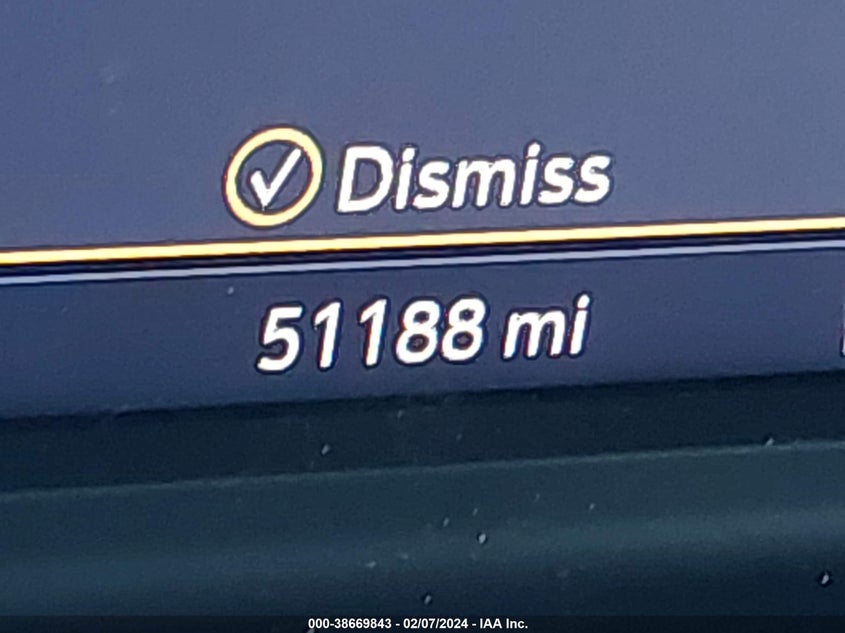 Dismiss
51188 mi
000-38669843 - 02/07/2024 - IAA Inc.